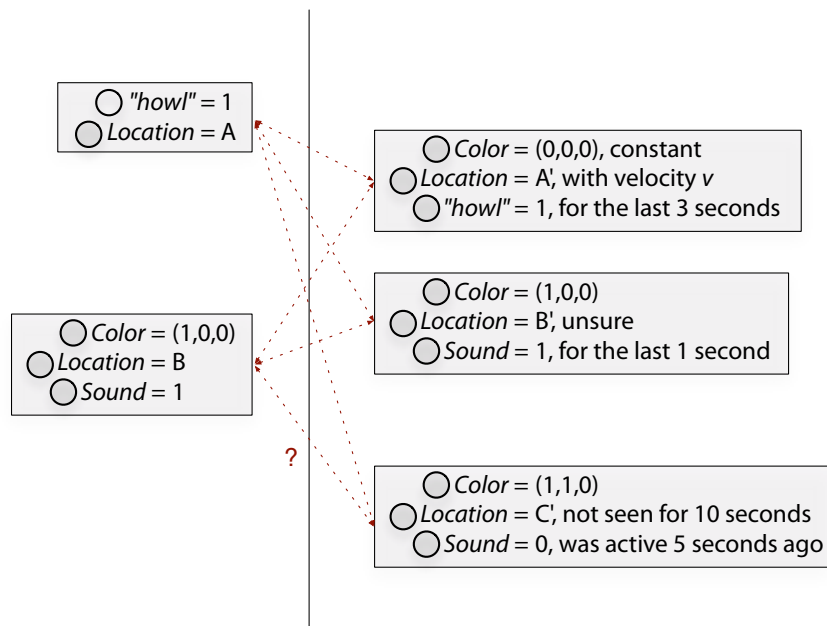 "howl" = 1
Location = A
Color = (1,0,0)
Location = B
Sound = 1
?
Color = (0,0,0), constant
Location = A', with velocity v
"howl" = 1, for the last 3 seconds
Color = (1,0,0)
Location = B', unsure
Sound = 1, for the last 1 second
Color = (1,1,0)
Location = C', not seen for 10 seconds
Sound = 0, was active 5 seconds ago